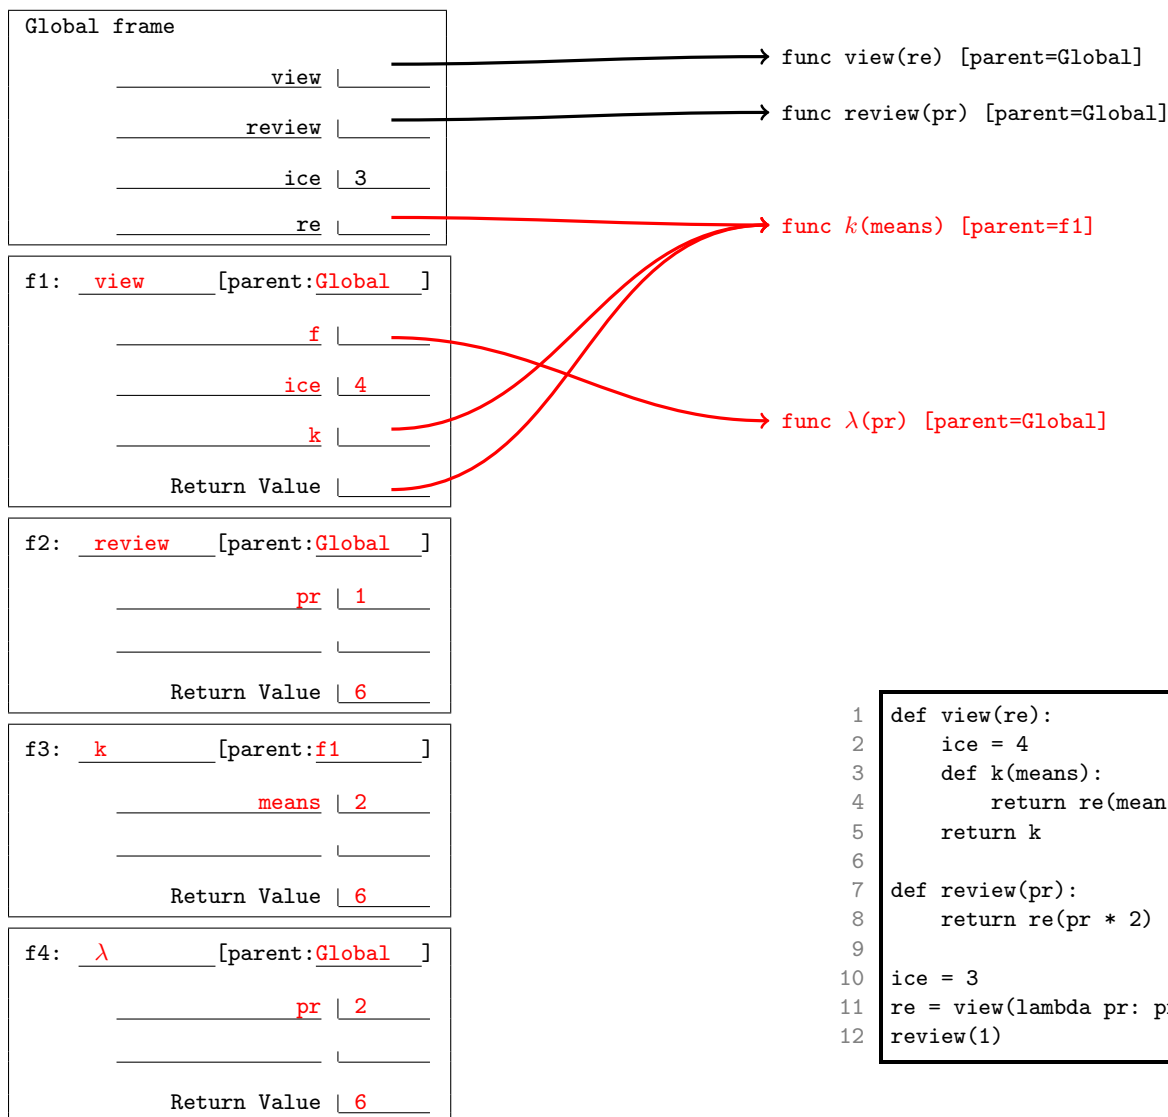 Global frame
view
review
ice 3
re
func view(re) [parent=Global]
func review(pr) [parent=Global]
func k(means) [parent=f1]
func λ(pr) [parent=Global]
f1: view [parent:Global ]
f
ice 4
k
Return Value
f2: review [parent:Global ]
pr 1
Return Value 6
f3: k [parent:f1 ]
means 2
Return Value 6
f4: λ [parent:Global ]
pr 2
Return Value 6
1 def view(re):
2 ice = 4
3 def k(means):
4 return re(mean
5 return k
6
7 def review(pr):
8 return re(pr * 2)
9
10 ice = 3
11 re = view(lambda pr: p
12 review(1)